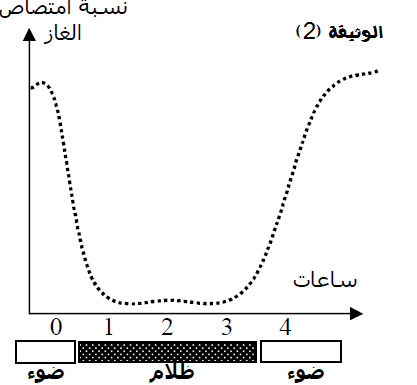 نسبة امتصاص
الغاز
الوثيقة (2)
ساعات
0 1 2 3 4
ضوء ظلام ضوء